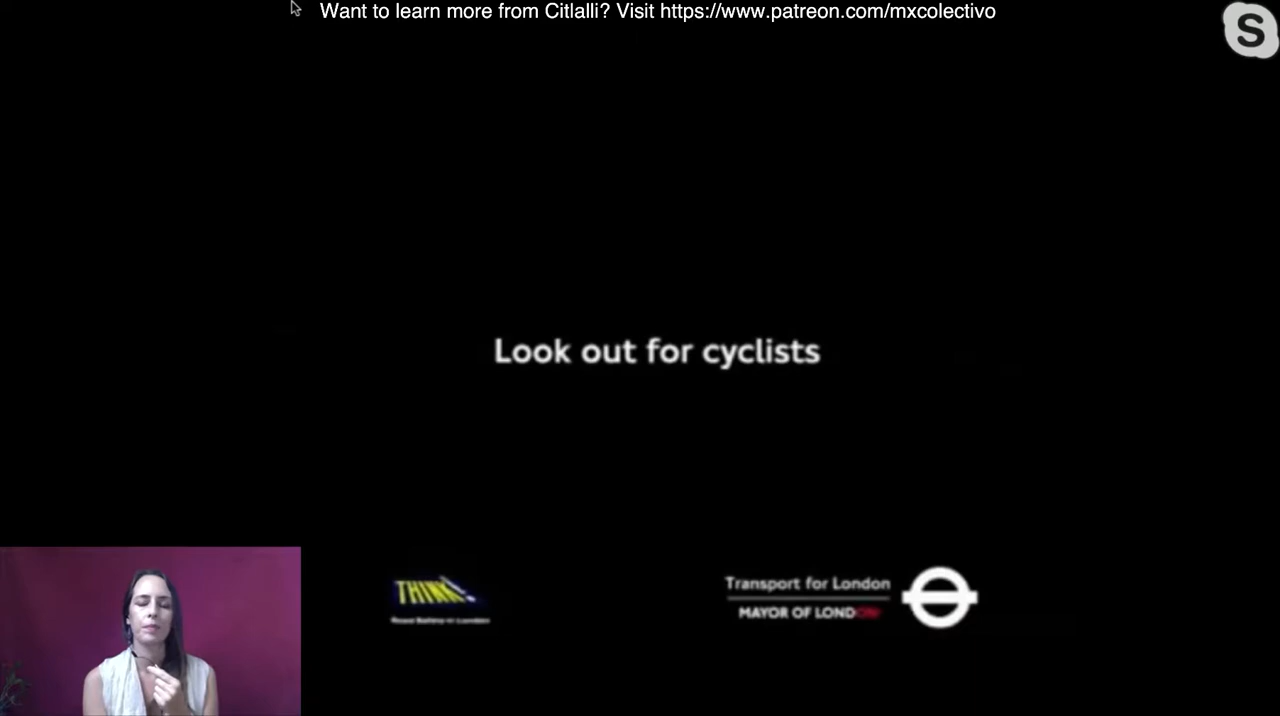 Want to learn more from Citlalli? Visit https://www.patreon.com/mxcolectivo
S
Look out for cyclists
THINK!
Transport for London
MAYOR OF LONDON